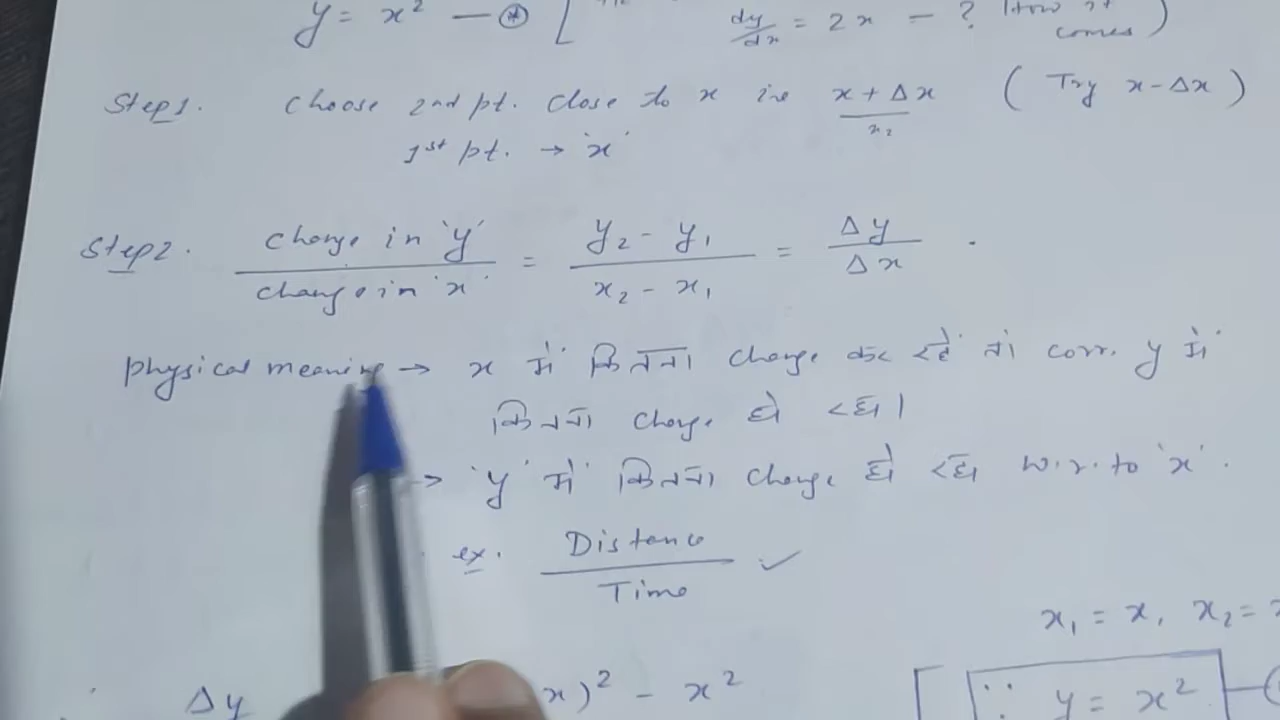 y = x² — ⊛ [ dy/dx = 2x — ? How it comes )
Step1. Choose 2nd pt. close to x ie x + Δx ( Try x-Δx )
x₂
1st pt. → 'x'
Step2. change in 'y' / change in 'x' = y₂ - y₁ / x₂ - x₁ = Δy / Δx .
Physical meaning → x में कितना change कर रहे तो corr. y में
कितना change हो रहा।
→ 'y' में कितना change हो रहा w.r.to 'x'.
ex. Distance / Time ✓
x₁ = x, x₂ =
Δy x)² - x² [ ∵ y = x²